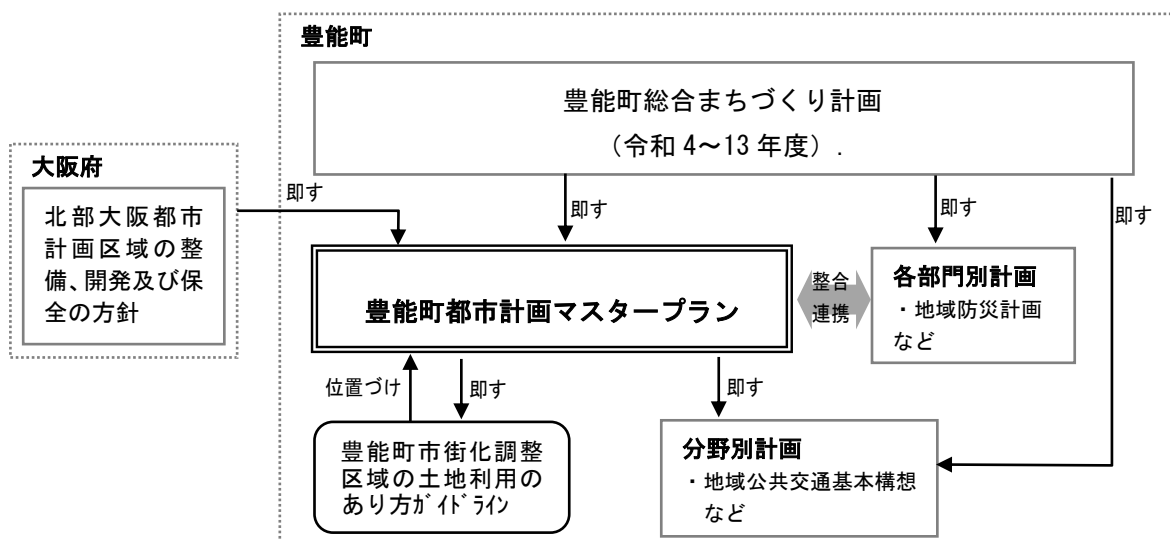 豊能町
豊能町総合まちづくり計画
（令和 4～13 年度）.
大阪府
北部大阪都市
計画区域の整
備、開発及び保
全の方針
即す
即す
即す
即す
豊能町都市計画マスタープラン
整合
連携
各部門別計画
・地域防災計画
など
位置づけ
即す
即す
豊能町市街化調整
区域の土地利用の
あり方ｶﾞｲﾄﾞﾗｲﾝ
分野別計画
・地域公共交通基本構想
など